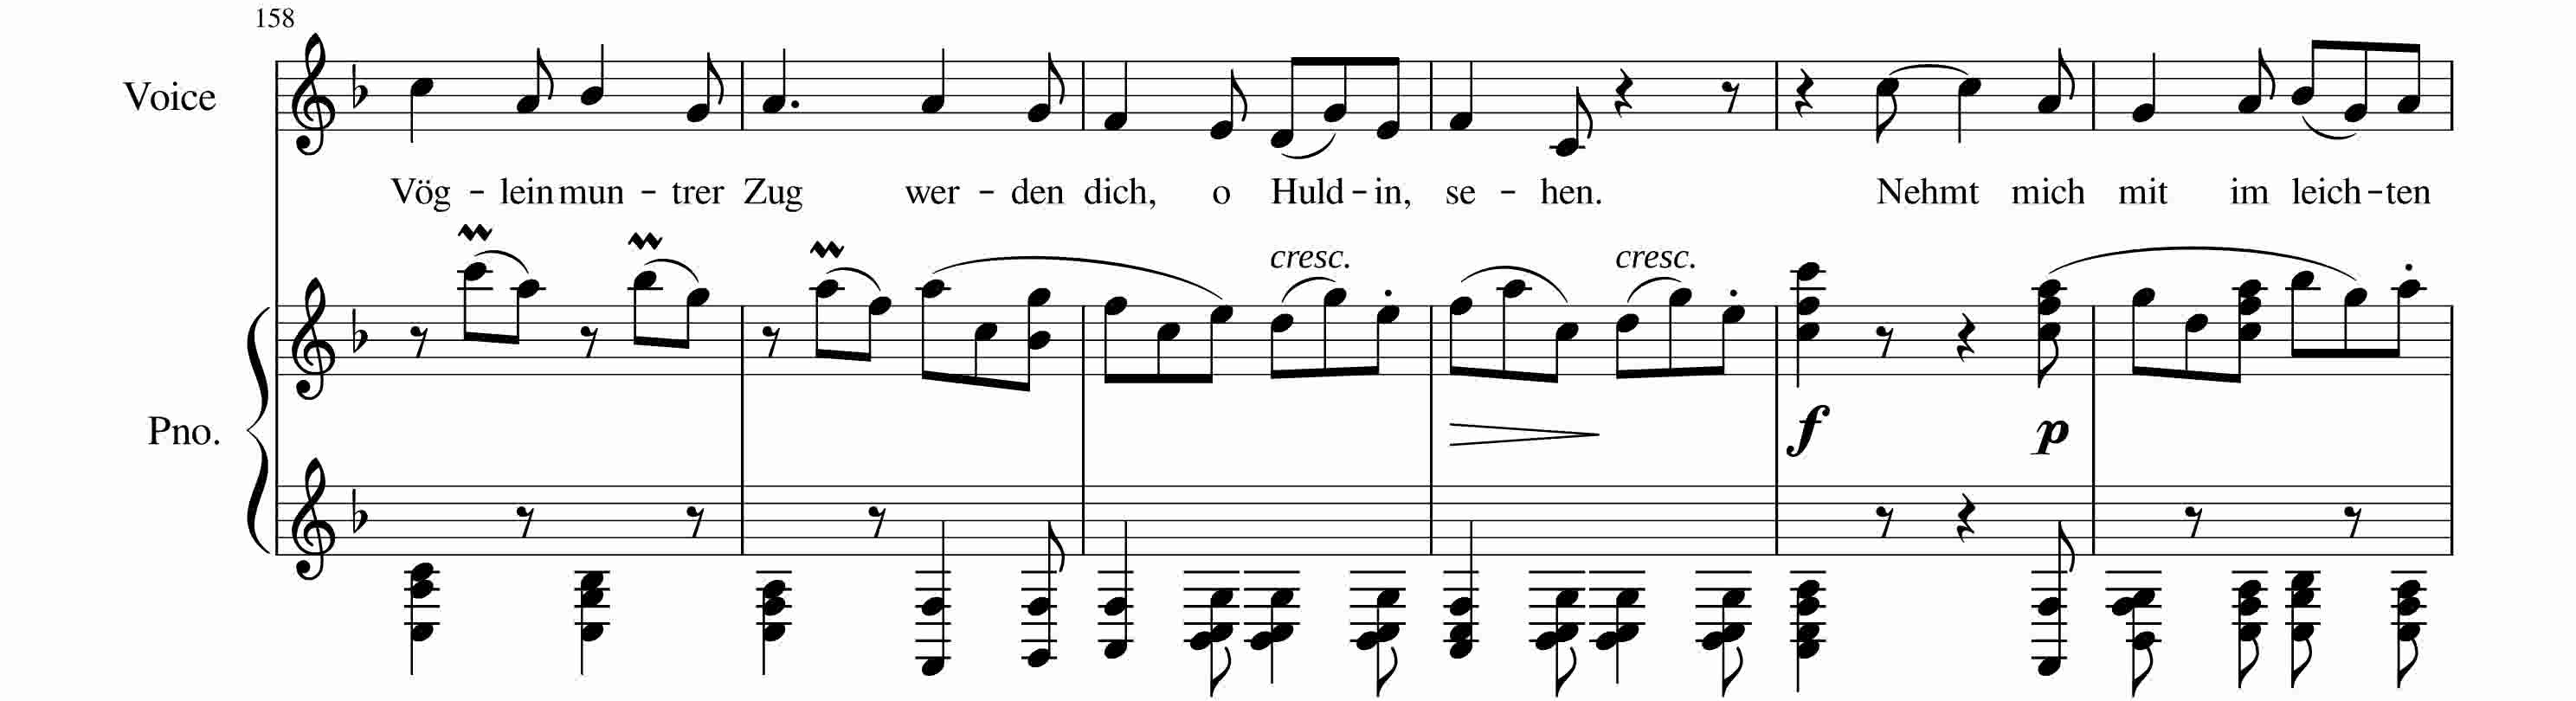 158
Voice
Vög - lein mun - trer Zug wer - den dich, o Huld - in, se - hen. Nehmt mich mit im leich - ten
cresc. cresc.
Pno.
f p